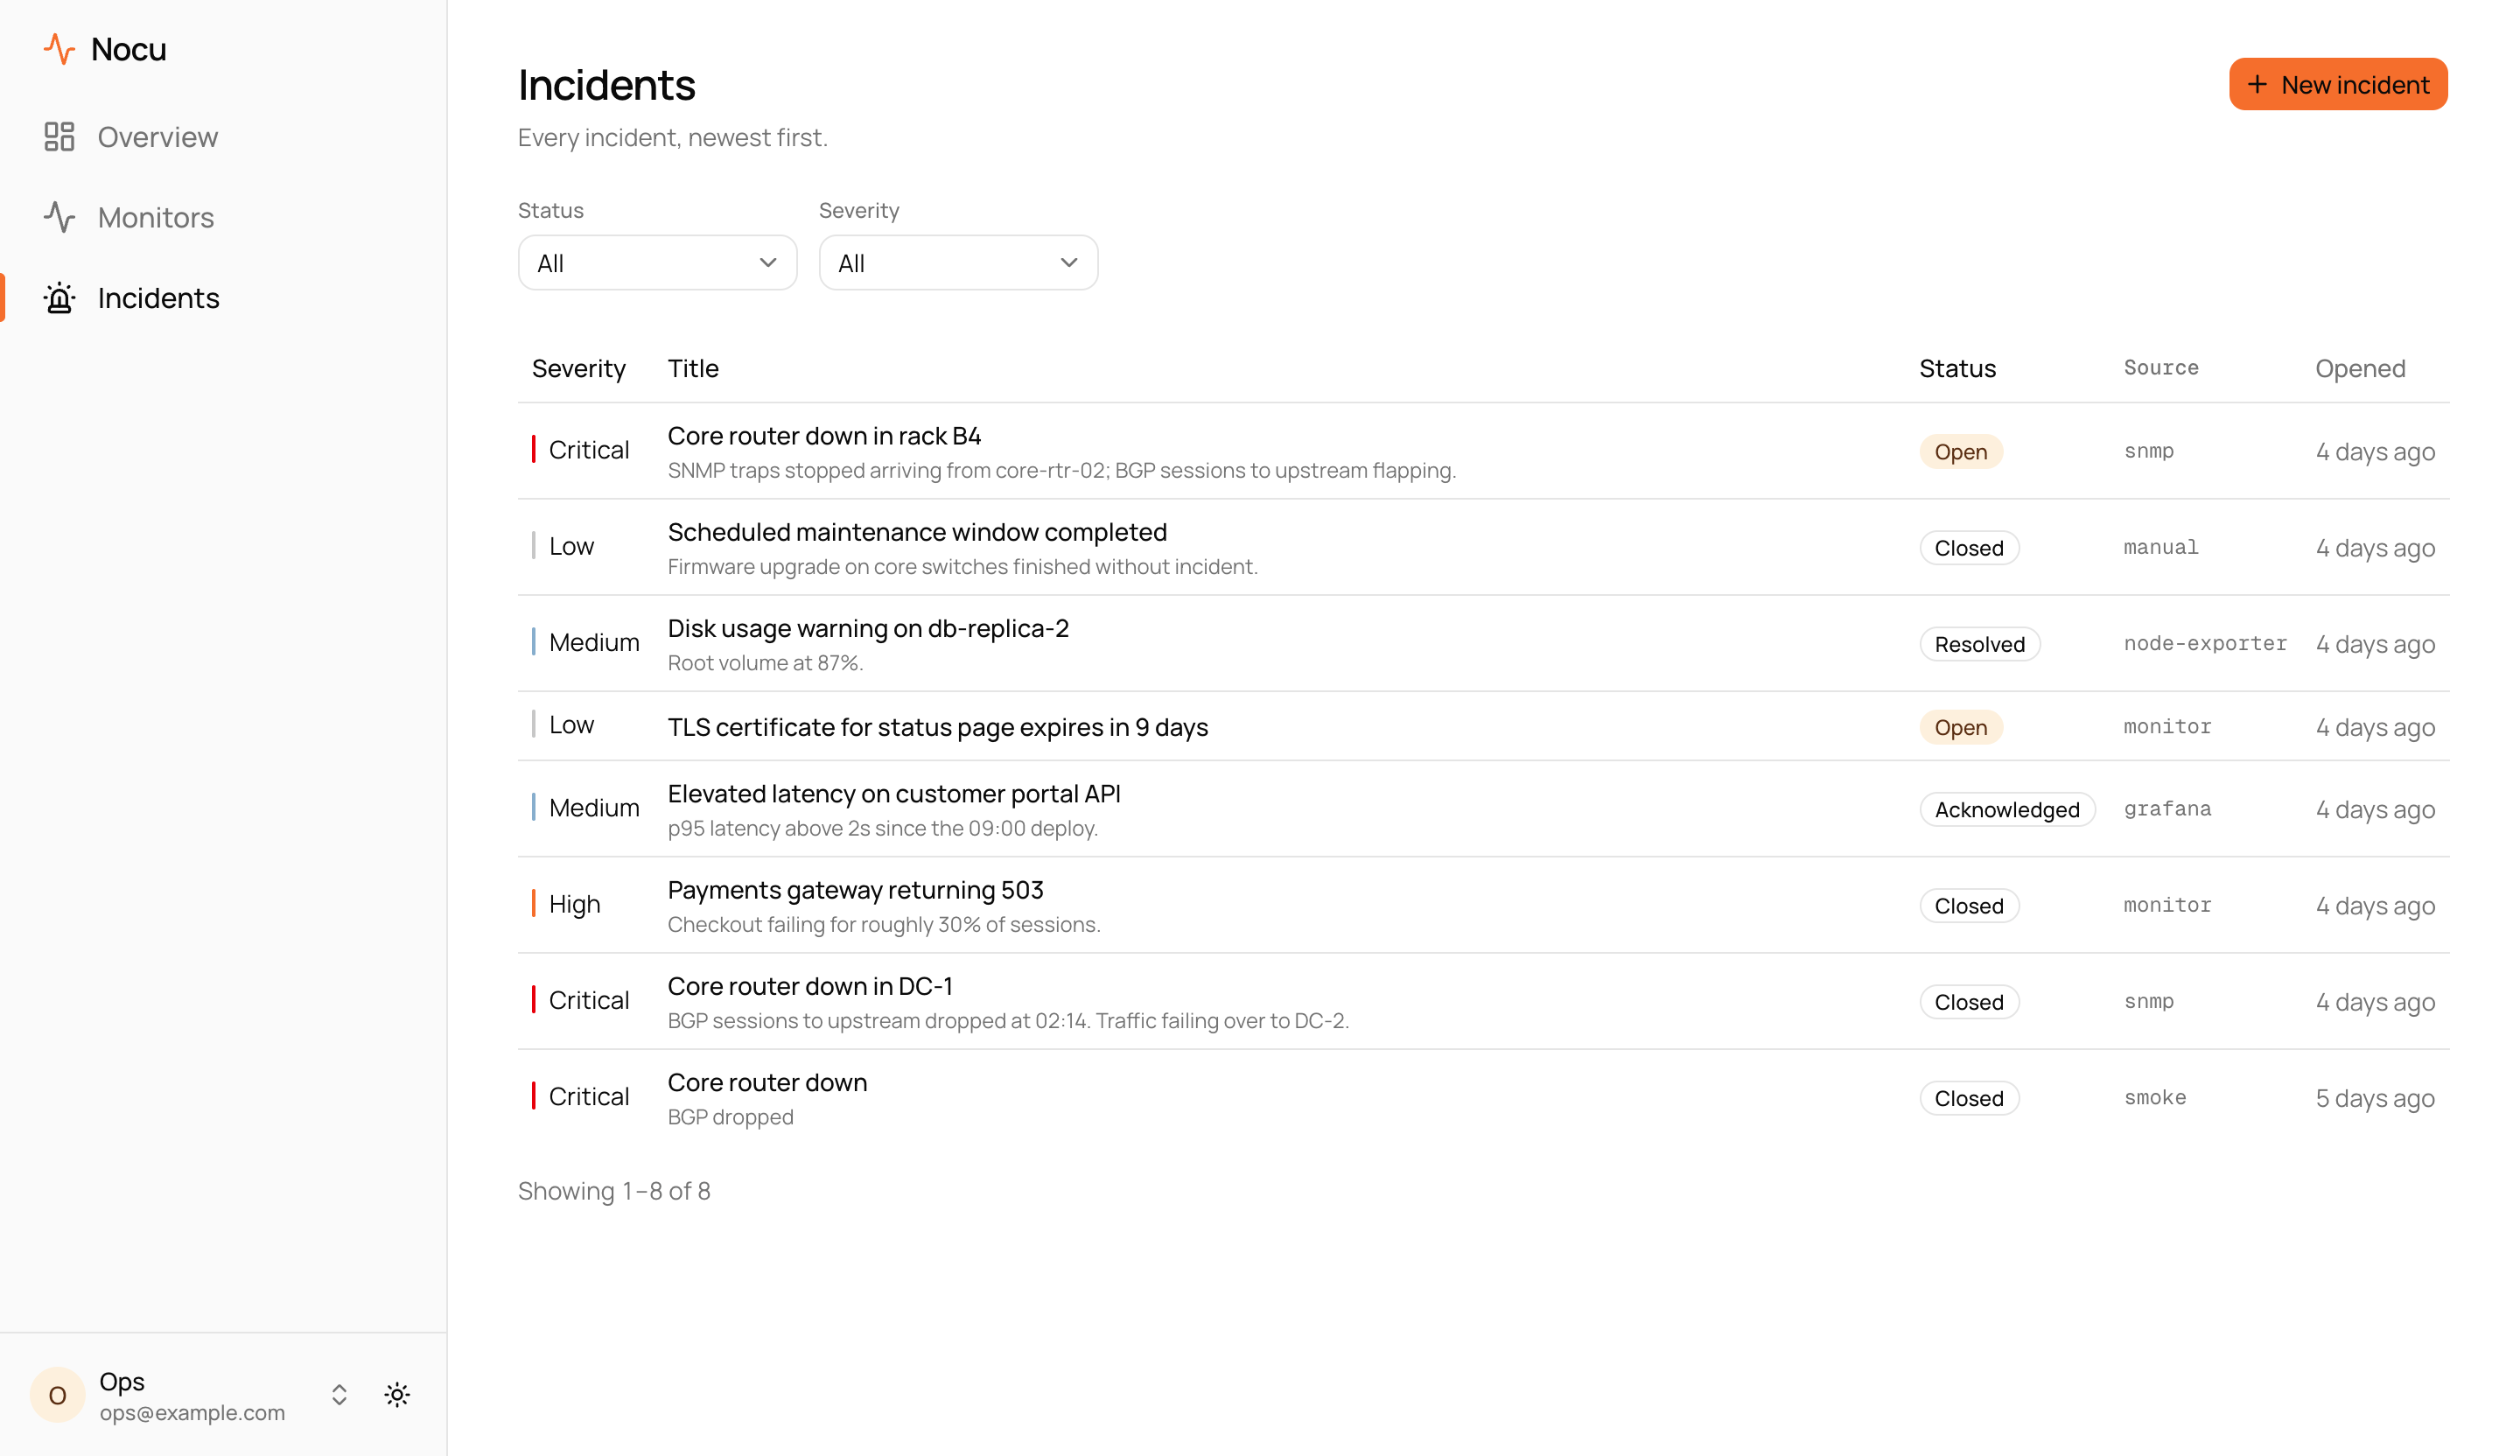 Nocu
Overview
Monitors
Incidents
Incidents
Every incident, newest first.
+ New incident
Status
Severity
All
All
Severity Title Status Source Opened
Critical Core router down in rack B4 Open snmp 4 days ago
SNMP traps stopped arriving from core-rtr-02; BGP sessions to upstream flapping.
Low Scheduled maintenance window completed Closed manual 4 days ago
Firmware upgrade on core switches finished without incident.
Medium Disk usage warning on db-replica-2 Resolved node-exporter 4 days ago
Root volume at 87%.
Low TLS certificate for status page expires in 9 days Open monitor 4 days ago
Medium Elevated latency on customer portal API Acknowledged grafana 4 days ago
p95 latency above 2s since the 09:00 deploy.
High Payments gateway returning 503 Closed monitor 4 days ago
Checkout failing for roughly 30% of sessions.
Critical Core router down in DC-1 Closed snmp 4 days ago
BGP sessions to upstream dropped at 02:14. Traffic failing over to DC-2.
Critical Core router down Closed smoke 5 days ago
BGP dropped
Showing 1–8 of 8
O
Ops
ops@example.com